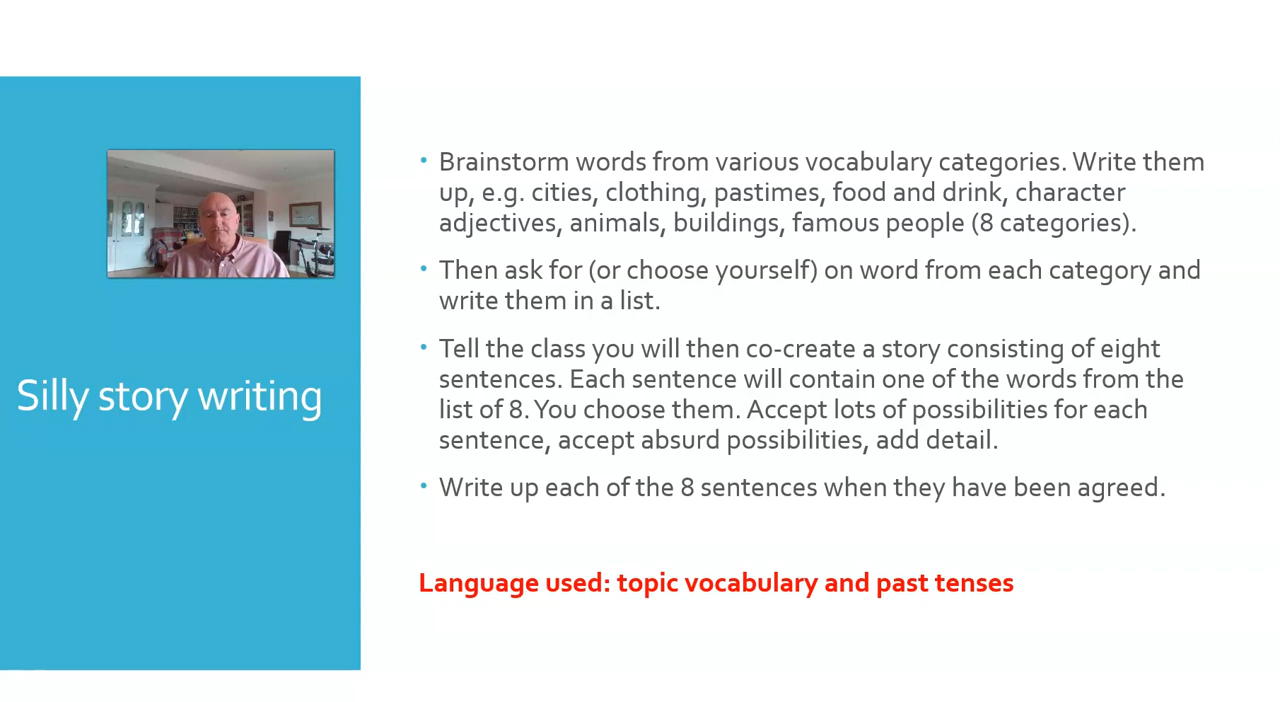 Silly story writing
• Brainstorm words from various vocabulary categories. Write them
up, e.g. cities, clothing, pastimes, food and drink, character
adjectives, animals, buildings, famous people (8 categories).
• Then ask for (or choose yourself) on word from each category and
write them in a list.
• Tell the class you will then co-create a story consisting of eight
sentences. Each sentence will contain one of the words from the
list of 8. You choose them. Accept lots of possibilities for each
sentence, accept absurd possibilities, add detail.
• Write up each of the 8 sentences when they have been agreed.
Language used: topic vocabulary and past tenses